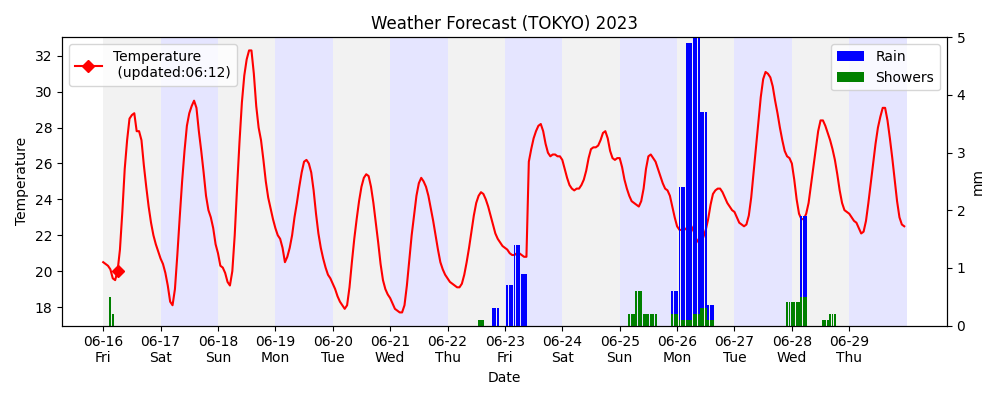 Weather Forecast (TOKYO) 2023
Temperature
(updated:06:12)
Rain
Showers
Temperature
32
30
28
26
24
22
20
18
5
4
3
2
1
0
mm
06-16 06-17 06-18 06-19 06-20 06-21 06-22 06-23 06-24 06-25 06-26 06-27 06-28 06-29
Fri Sat Sun Mon Tue Wed Thu Fri Sat Sun Mon Tue Wed Thu
Date